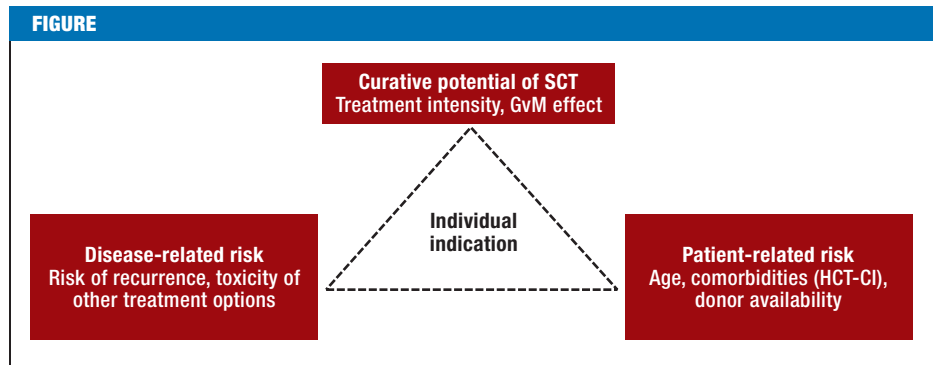 FIGURE
Curative potential of SCT
Treatment intensity, GvM effect
Individual
indication
Disease-related risk
Risk of recurrence, toxicity of
other treatment options
Patient-related risk
Age, comorbidities (HCT-CI),
donor availability